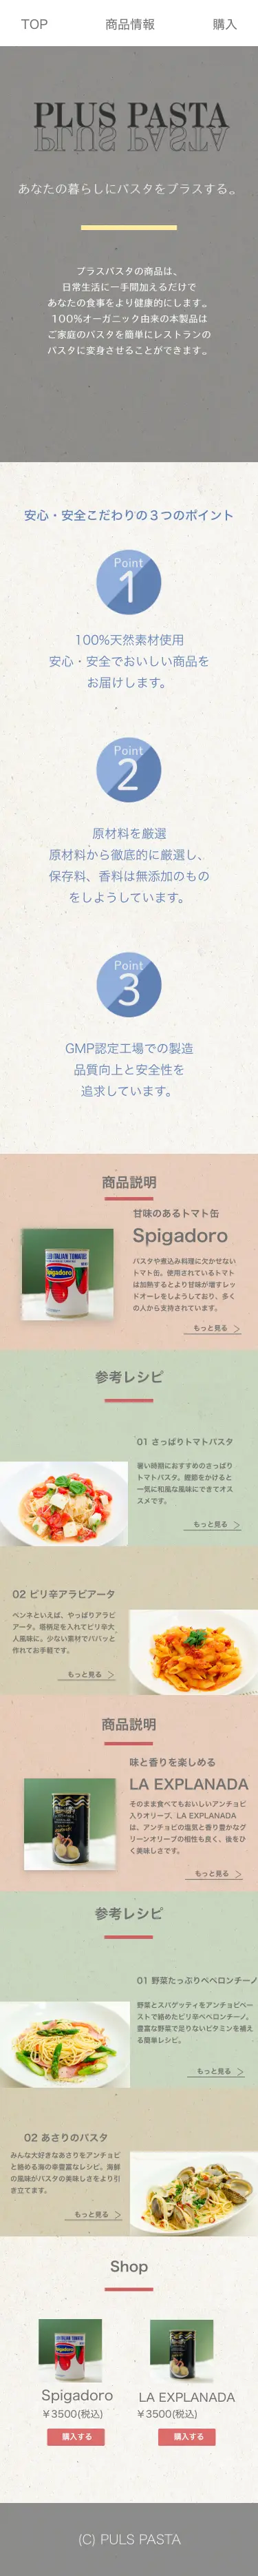 TOP 商品情報 購入
PLUS PASTA
あなたの暮らしにパスタをプラスする。
プラスパスタの商品は、
日常生活に一手間加えるだけで
あなたの食事をより健康的にします。
100%オーガニック由来の本製品は
ご家庭のパスタを簡単にレストランの
パスタに変身させることができます。
安心・安全こだわりの３つのポイント
Point
1
100%天然素材使用
安心・安全でおいしい商品を
お届けします。
Point
2
原材料を厳選
原材料から徹底的に厳選し、
保存料、香料は無添加のもの
をしようしています。
Point
3
GMP認定工場での製造
品質向上と安全性を
追求しています。
商品説明
甘味のあるトマト缶
Spigadoro
パスタや煮込み料理に欠かせない
トマト缶。使用されているトマト
は加熱するとより甘味が増すレッ
ドオーレをしようしており、多く
の人から支持されています。
もっと見る
参考レシピ
01 さっぱりトマトパスタ
暑い時期におすすめのさっぱり
トマトパスタ。鰹節をかけると
一気に和風な風味にできてオス
スメです。
もっと見る
02 ピリ辛アラビアータ
ペンネといえば、やっぱりアラビ
アータ。唐柄足を入れてピリ辛大
人風味に。少ない素材でパパッと
作れてお手軽です。
もっと見る
商品説明
味と香りを楽しめる
LA EXPLANADA
そのまま食べてもおいしいアンチョビ
入りオリーブ、LA EXPLANADA
は、アンチョビの塩気と香り豊かなグ
リーンオリーブの相性も良く、後をひ
く美味しさです。
もっと見る
参考レシピ
01 野菜たっぷりペペロンチーノ
野菜とスパゲッティをアンチョビペー
ストで絡めたピリ辛ペペロンチーノ。
豊富な野菜で足りないビタミンを補え
る簡単レシピ。
もっと見る
02 あさりのパスタ
みんな大好きなあさりをアンチョビ
と絡める海の幸豊富なレシピ。海鮮
の風味がパスタの美味しさをより引
き立てます。
もっと見る
Shop
Spigadoro LA EXPLANADA
￥3500(税込) ￥3500(税込)
購入する 購入する
(C) PULS PASTA